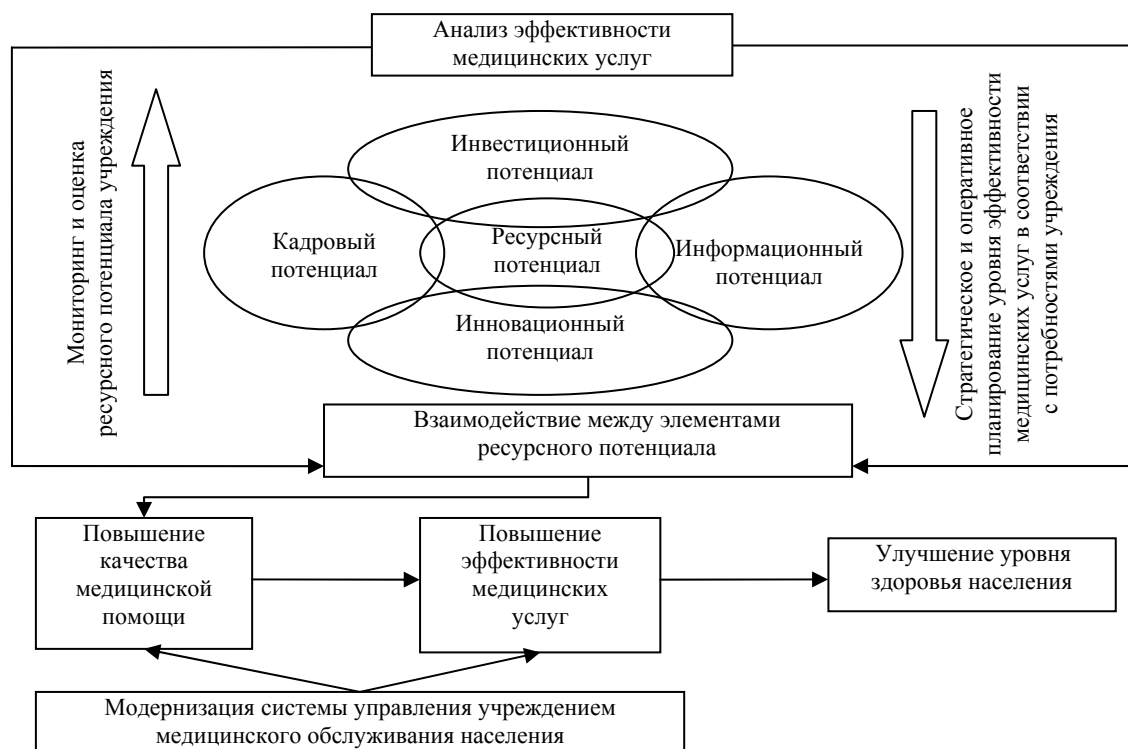 Анализ эффективности
медицинских услуг
Мониторинг и оценка
ресурсного потенциала учреждения
Инвестиционный
потенциал
Кадровый
потенциал
Ресурсный
потенциал
Информационный
потенциал
Инновационный
потенциал
Стратегическое и оперативное
планирование уровня эффективности
медицинских услуг в соответствии
с потребностями учреждения
Взаимодействие между элементами
ресурсного потенциала
Повышение
качества
медицинской
помощи
Повышение
эффективности
медицинских
услуг
Улучшение уровня
здоровья населения
Модернизация системы управления учреждением
медицинского обслуживания населения